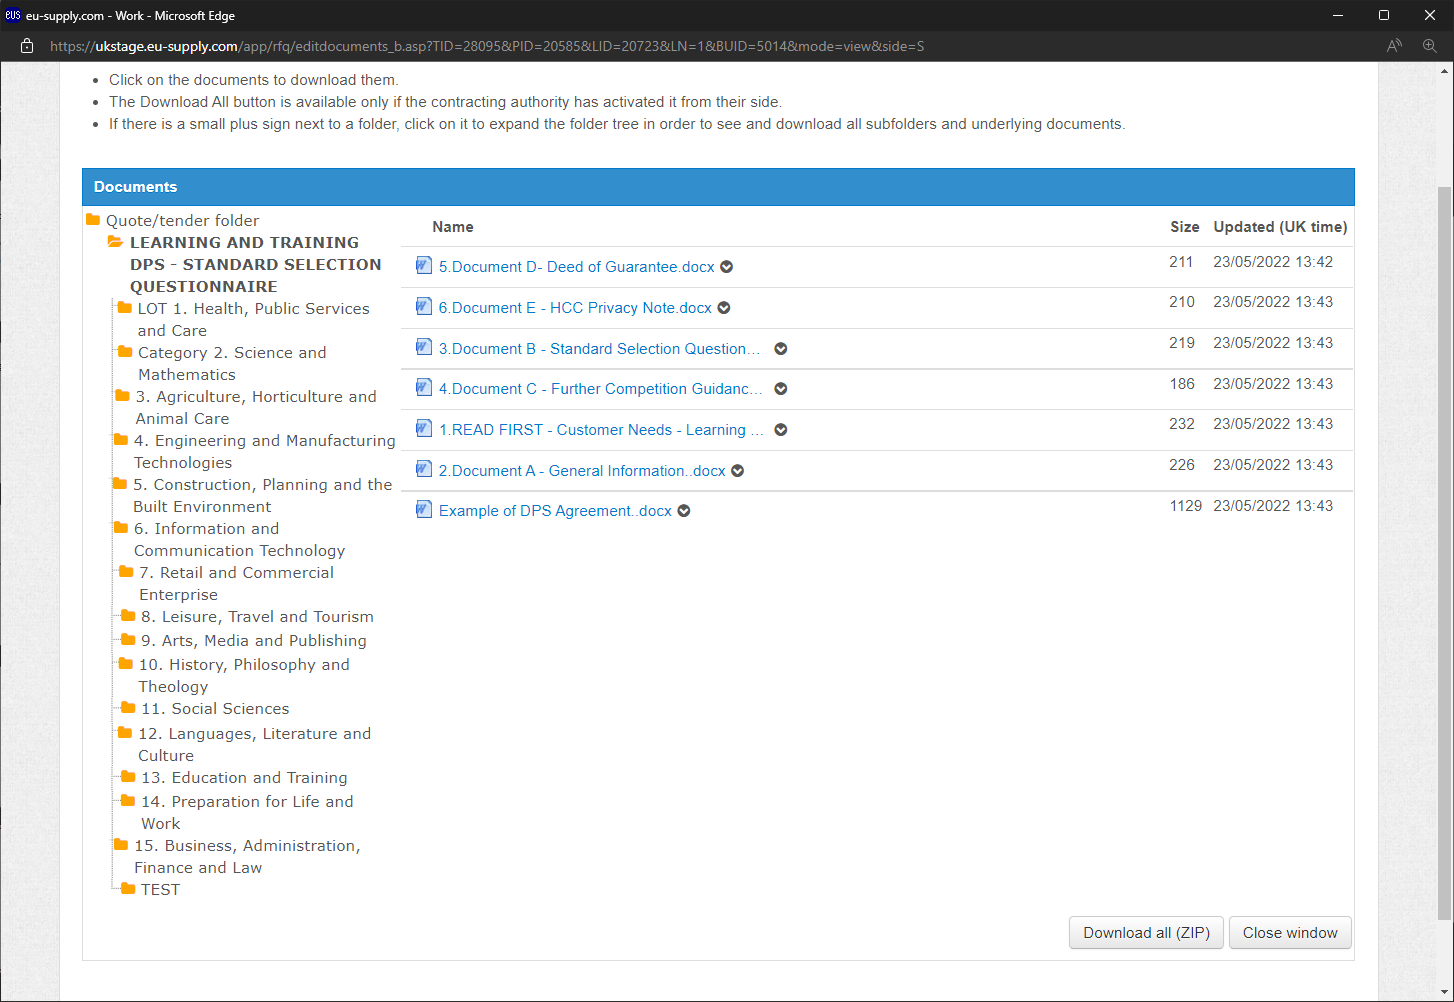 eu-supply.com - Work - Microsoft Edge
https://ukstage.eu-supply.com/app/rfq/editdocuments_b.asp?TID=28095&PID=20585&LID=20723&LN=1&BUID=5014&mode=view&side=S
• Click on the documents to download them.
• The Download All button is available only if the contracting authority has activated it from their side.
• If there is a small plus sign next to a folder, click on it to expand the folder tree in order to see and download all subfolders and underlying documents.
Documents
Quote/tender folder
LEARNING AND TRAINING
DPS - STANDARD SELECTION
QUESTIONNAIRE
LOT 1. Health, Public Services
and Care
Category 2. Science and
Mathematics
3. Agriculture, Horticulture and
Animal Care
4. Engineering and Manufacturing
Technologies
5. Construction, Planning and the
Built Environment
6. Information and
Communication Technology
7. Retail and Commercial
Enterprise
8. Leisure, Travel and Tourism
9. Arts, Media and Publishing
10. History, Philosophy and
Theology
11. Social Sciences
12. Languages, Literature and
Culture
13. Education and Training
14. Preparation for Life and
Work
15. Business, Administration,
Finance and Law
TEST
Name Size Updated (UK time)
5.Document D- Deed of Guarantee.docx 211 23/05/2022 13:42
6.Document E - HCC Privacy Note.docx 210 23/05/2022 13:43
3.Document B - Standard Selection Question... 219 23/05/2022 13:43
4.Document C - Further Competition Guidanc... 186 23/05/2022 13:43
1.READ FIRST - Customer Needs - Learning ... 232 23/05/2022 13:43
2.Document A - General Information..docx 226 23/05/2022 13:43
Example of DPS Agreement..docx 1129 23/05/2022 13:43
Download all (ZIP) Close window